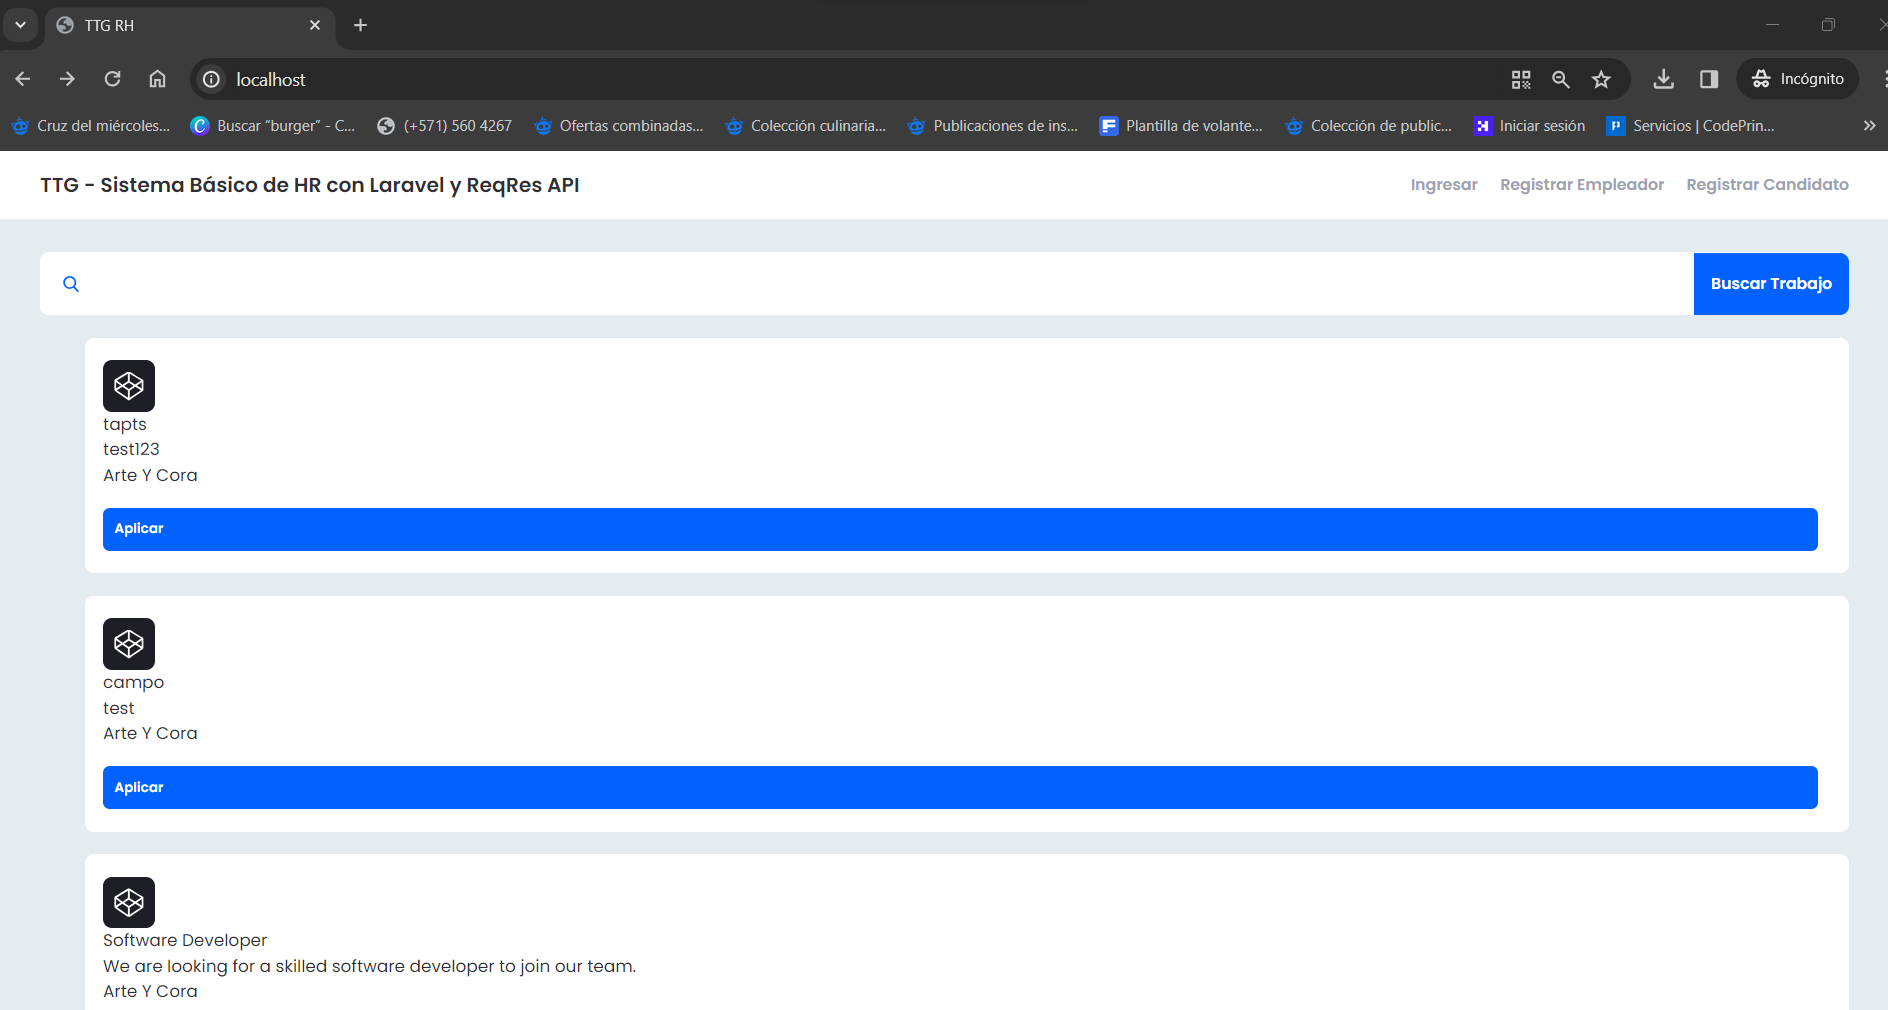 TTG RH
localhost
Incógnito
Cruz del miércoles...
Buscar “burger” - C...
(+571) 560 4267
Ofertas combinadas...
Colección culinaria...
Publicaciones de ins...
Plantilla de volante...
Colección de public...
Iniciar sesión
Servicios | CodePrin...
TTG - Sistema Básico de HR con Laravel y ReqRes API
Ingresar
Registrar Empleador
Registrar Candidato
Buscar Trabajo
tapts
test123
Arte Y Cora
Aplicar
campo
test
Arte Y Cora
Aplicar
Software Developer
We are looking for a skilled software developer to join our team.
Arte Y Cora